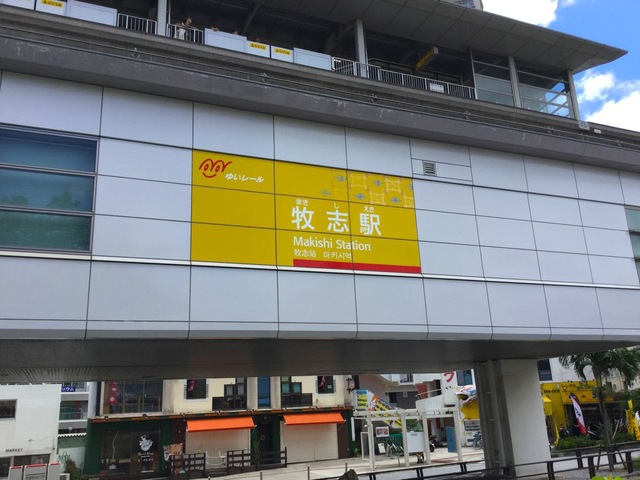 ゆいレール
まき し えき
牧志駅
Makishi Station
牧志站 마키시역
MARKET